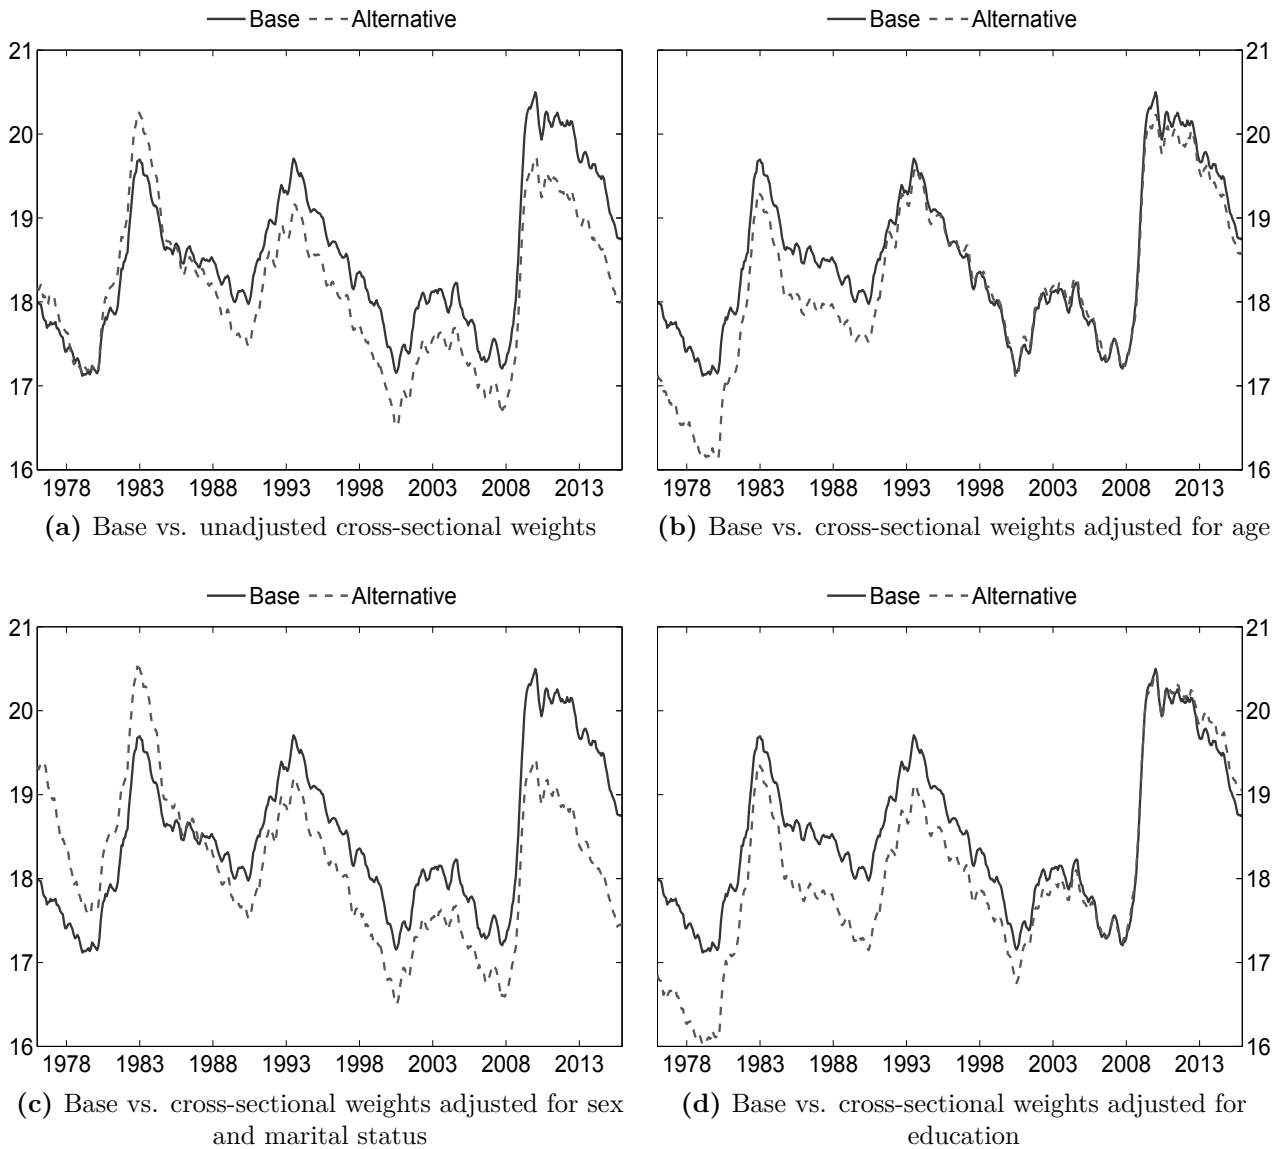 Base Alternative
21
20
19
18
17
16
1978 1983 1988 1993 1998 2003 2008 2013
(a) Base vs. unadjusted cross-sectional weights
Base Alternative
21
20
19
18
17
16
1978 1983 1988 1993 1998 2003 2008 2013
(b) Base vs. cross-sectional weights adjusted for age
Base Alternative
21
20
19
18
17
16
1978 1983 1988 1993 1998 2003 2008 2013
(c) Base vs. cross-sectional weights adjusted for sex
and marital status
Base Alternative
21
20
19
18
17
16
1978 1983 1988 1993 1998 2003 2008 2013
(d) Base vs. cross-sectional weights adjusted for
education